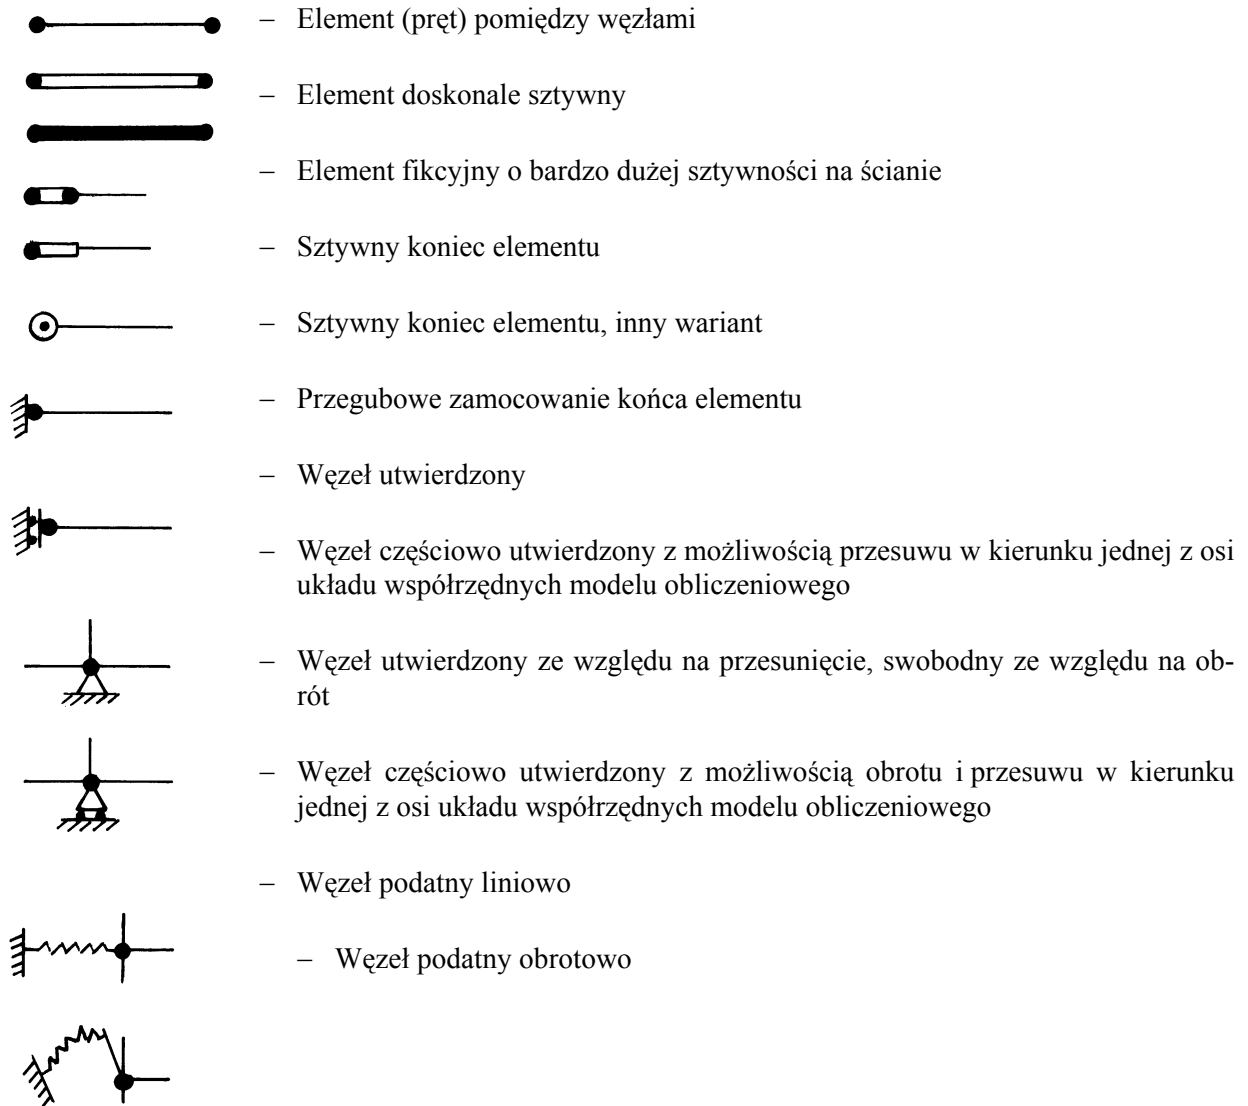 – Element (pręt) pomiędzy węzłami
– Element doskonale sztywny
– Element fikcyjny o bardzo dużej sztywności na ścianie
– Sztywny koniec elementu
– Sztywny koniec elementu, inny wariant
– Przegubowe zamocowanie końca elementu
– Węzeł utwierdzony
– Węzeł częściowo utwierdzony z możliwością przesuwu w kierunku jednej z osi
układu współrzędnych modelu obliczeniowego
– Węzeł utwierdzony ze względu na przesunięcie, swobodny ze względu na ob-
rót
– Węzeł częściowo utwierdzony z możliwością obrotu i przesuwu w kierunku
jednej z osi układu współrzędnych modelu obliczeniowego
– Węzeł podatny liniowo
– Węzeł podatny obrotowo